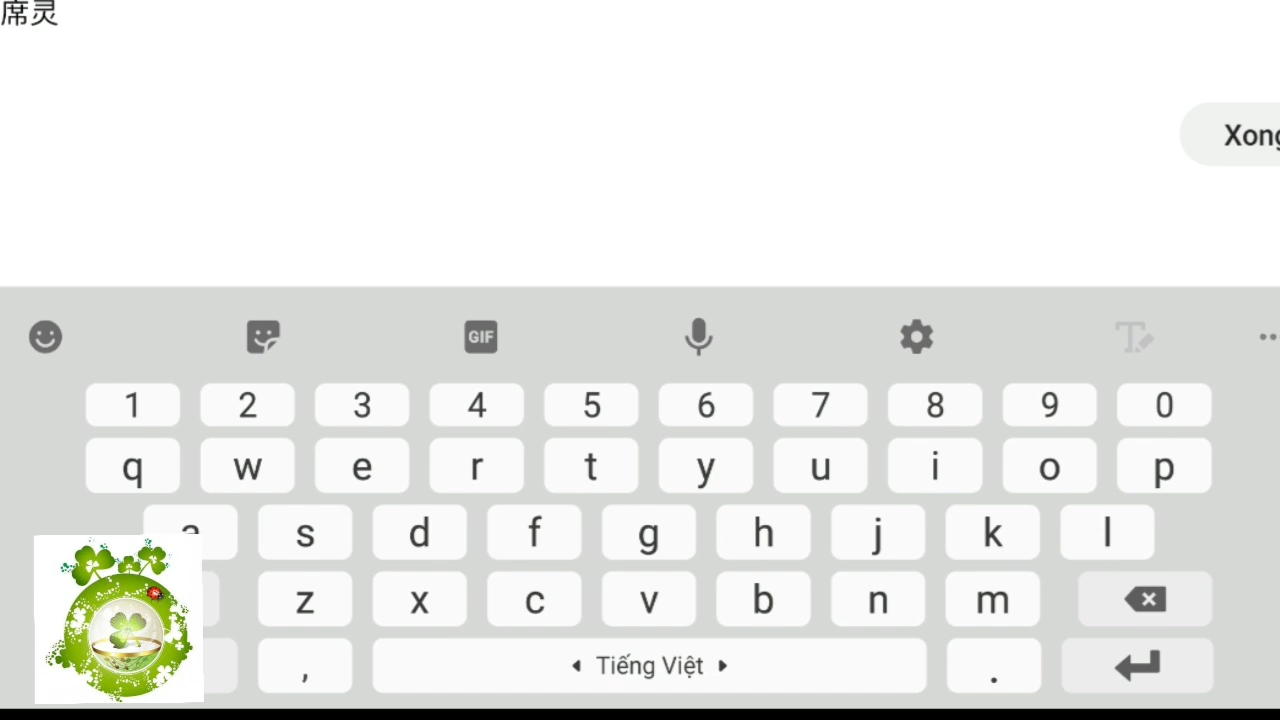 席灵
Xong
GIF
1 2 3 4 5 6 7 8 9 0
q w e r t y u i o p
a s d f g h j k l
z x c v b n m
, Tiếng Việt .